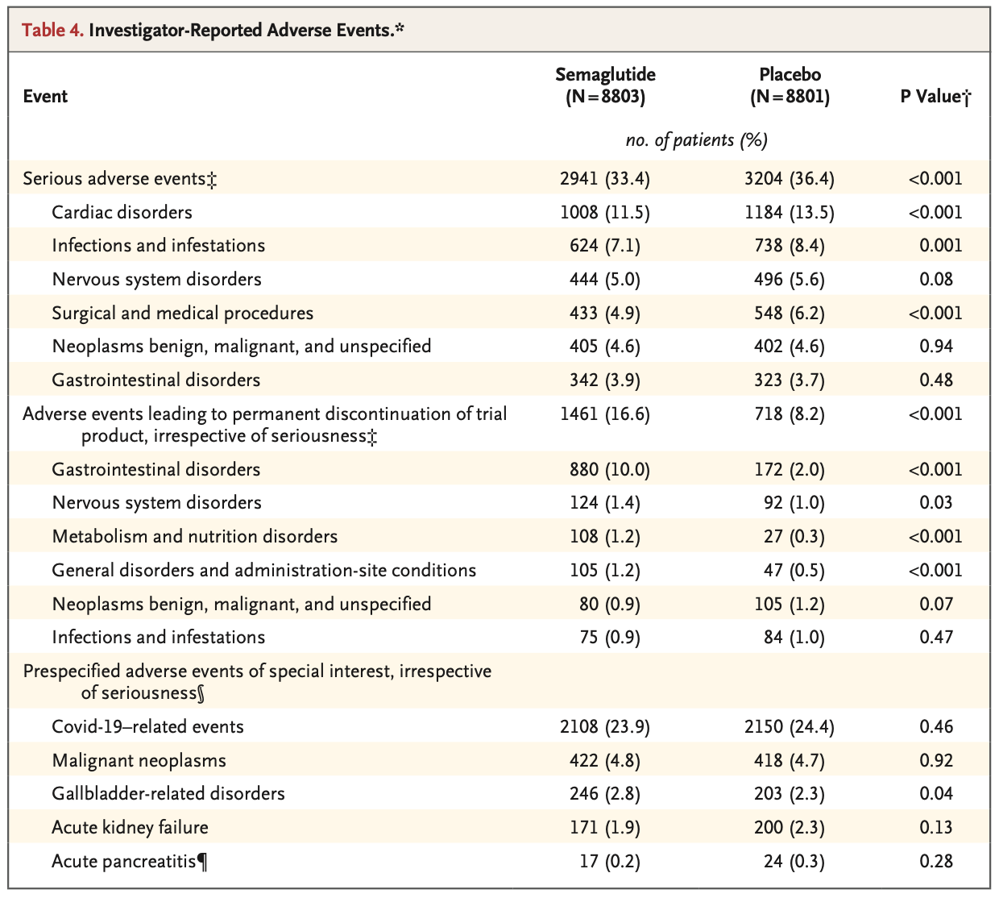 Table 4. Investigator-Reported Adverse Events.*
Event Semaglutide (N=8803) Placebo (N=8801) P Value†
no. of patients (%)
Serious adverse events‡ 2941 (33.4) 3204 (36.4) <0.001
Cardiac disorders 1008 (11.5) 1184 (13.5) <0.001
Infections and infestations 624 (7.1) 738 (8.4) 0.001
Nervous system disorders 444 (5.0) 496 (5.6) 0.08
Surgical and medical procedures 433 (4.9) 548 (6.2) <0.001
Neoplasms benign, malignant, and unspecified 405 (4.6) 402 (4.6) 0.94
Gastrointestinal disorders 342 (3.9) 323 (3.7) 0.48
Adverse events leading to permanent discontinuation of trial 1461 (16.6) 718 (8.2) <0.001
product, irrespective of seriousness‡
Gastrointestinal disorders 880 (10.0) 172 (2.0) <0.001
Nervous system disorders 124 (1.4) 92 (1.0) 0.03
Metabolism and nutrition disorders 108 (1.2) 27 (0.3) <0.001
General disorders and administration-site conditions 105 (1.2) 47 (0.5) <0.001
Neoplasms benign, malignant, and unspecified 80 (0.9) 105 (1.2) 0.07
Infections and infestations 75 (0.9) 84 (1.0) 0.47
Prespecified adverse events of special interest, irrespective
of seriousness§
Covid-19–related events 2108 (23.9) 2150 (24.4) 0.46
Malignant neoplasms 422 (4.8) 418 (4.7) 0.92
Gallbladder-related disorders 246 (2.8) 203 (2.3) 0.04
Acute kidney failure 171 (1.9) 200 (2.3) 0.13
Acute pancreatitis¶ 17 (0.2) 24 (0.3) 0.28